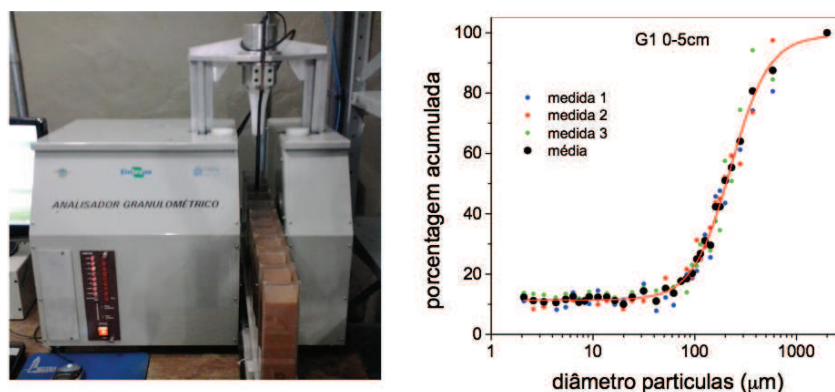 Embrapa
ANALISADOR GRANULOMÉTRICO
G1 0-5cm
medida 1
medida 2
medida 3
média
porcentagem acumulada
100
80
60
40
20
0
1
10
100
1000
diâmetro particulas (μm)